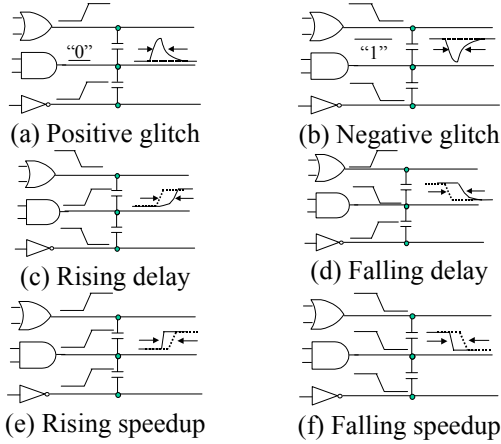 “0”
“1”
(a) Positive glitch
(b) Negative glitch
(c) Rising delay
(d) Falling delay
(e) Rising speedup
(f) Falling speedup